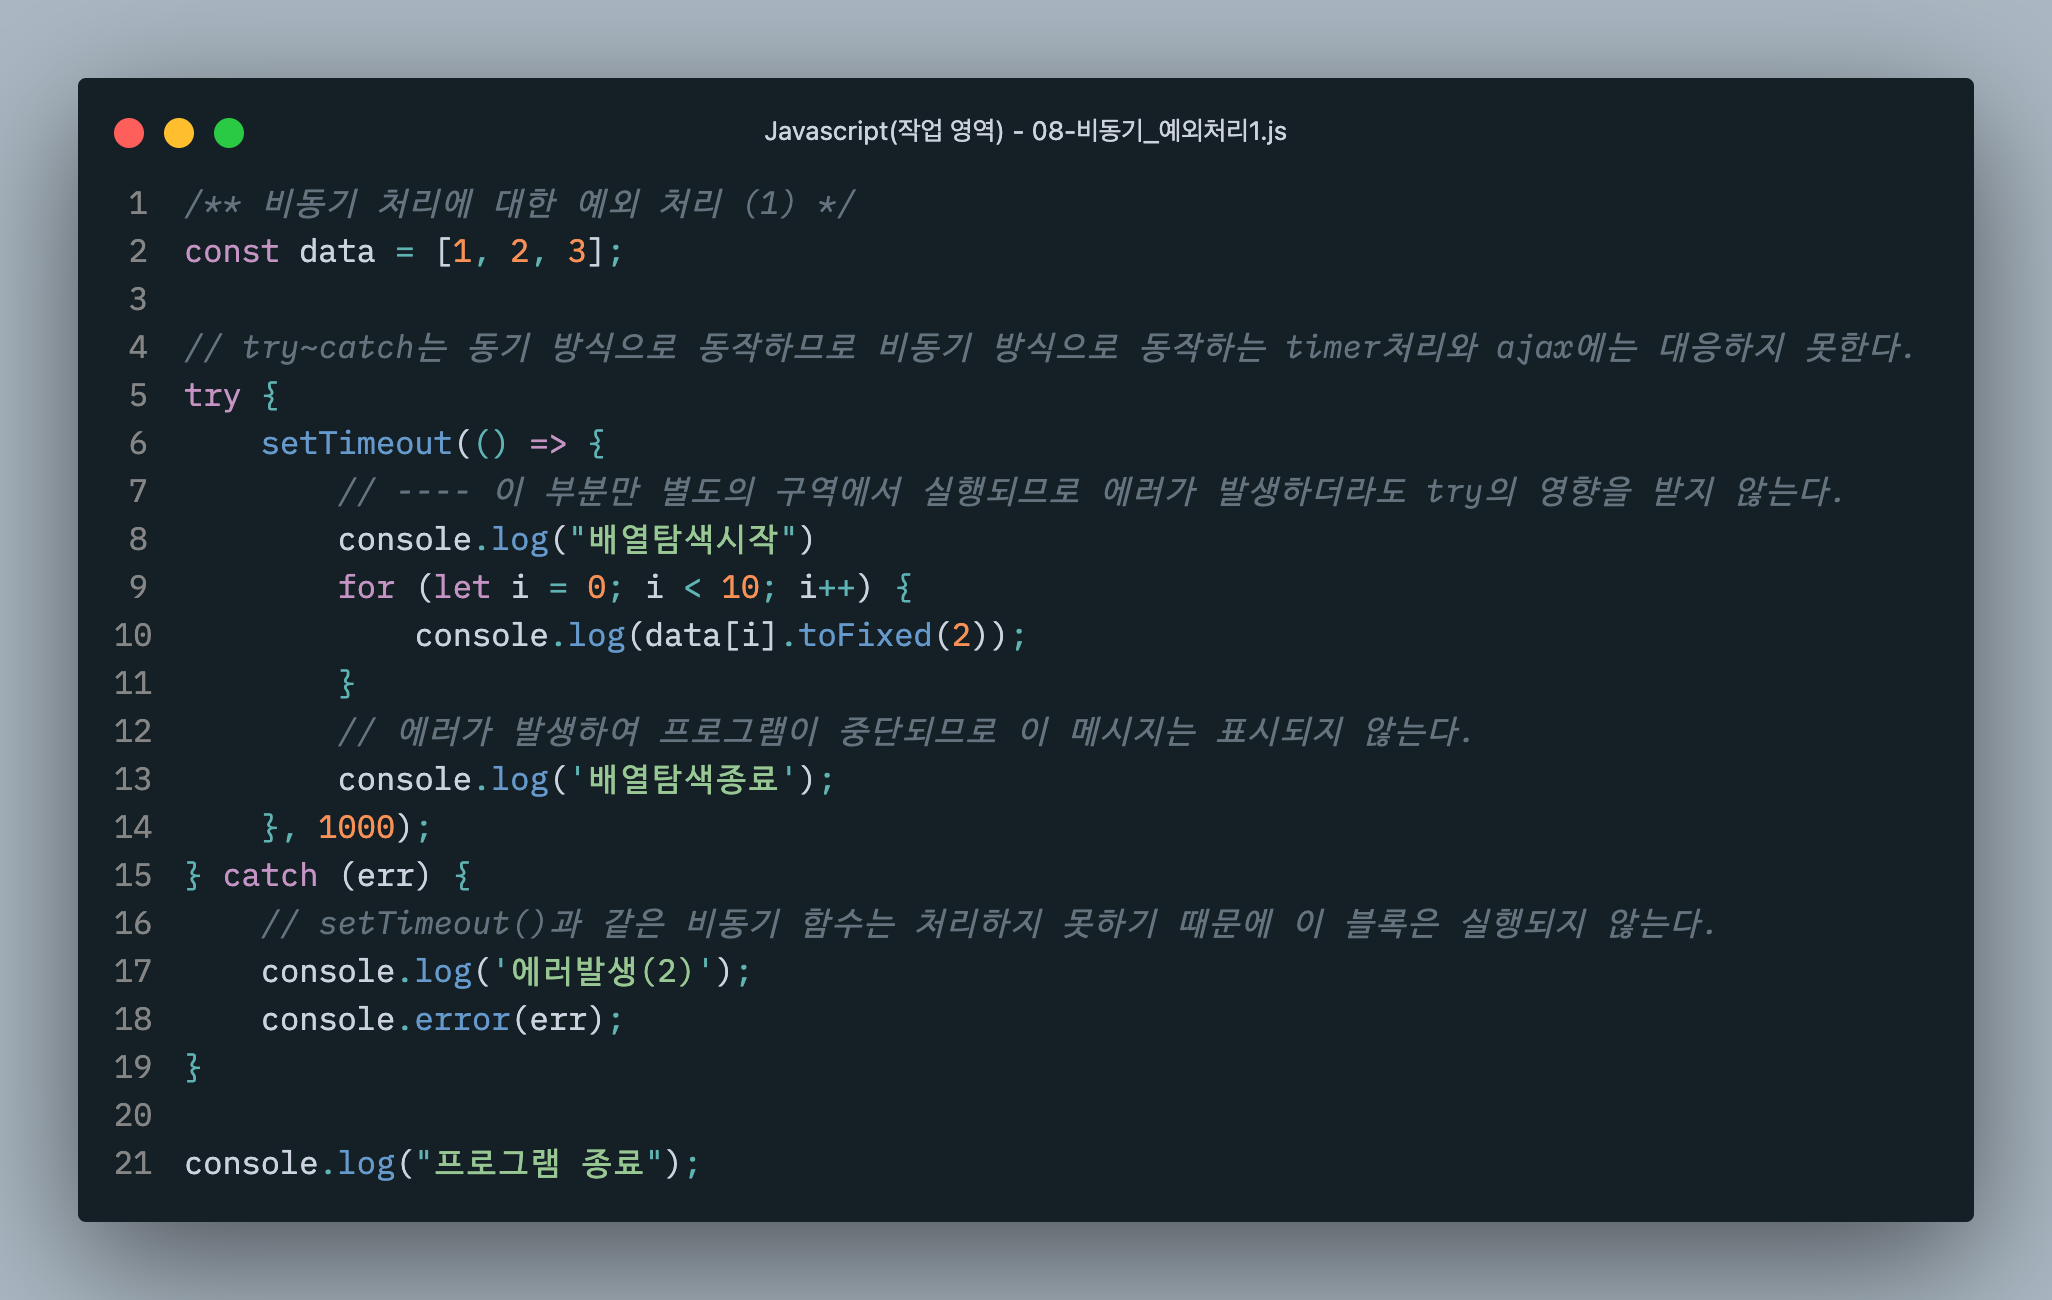 Javascript(작업 영역) - 08-비동기_예외처리1.js
1 /** 비동기 처리에 대한 예외 처리 (1) */
2 const data = [1, 2, 3];
3
4 // try~catch는 동기 방식으로 동작하므로 비동기 방식으로 동작하는 timer처리와 ajax에는 대응하지 못한다.
5 try {
6     setTimeout(() => {
7         // ---- 이 부분만 별도의 구역에서 실행되므로 에러가 발생하더라도 try의 영향을 받지 않는다.
8         console.log("배열탐색시작")
9         for (let i = 0; i < 10; i++) {
10             console.log(data[i].toFixed(2));
11         }
12         // 에러가 발생하여 프로그램이 중단되므로 이 메시지는 표시되지 않는다.
13         console.log('배열탐색종료');
14     }, 1000);
15 } catch (err) {
16     // setTimeout()과 같은 비동기 함수는 처리하지 못하기 때문에 이 블록은 실행되지 않는다.
17     console.log('에러발생(2)');
18     console.error(err);
19 }
20
21 console.log("프로그램 종료");